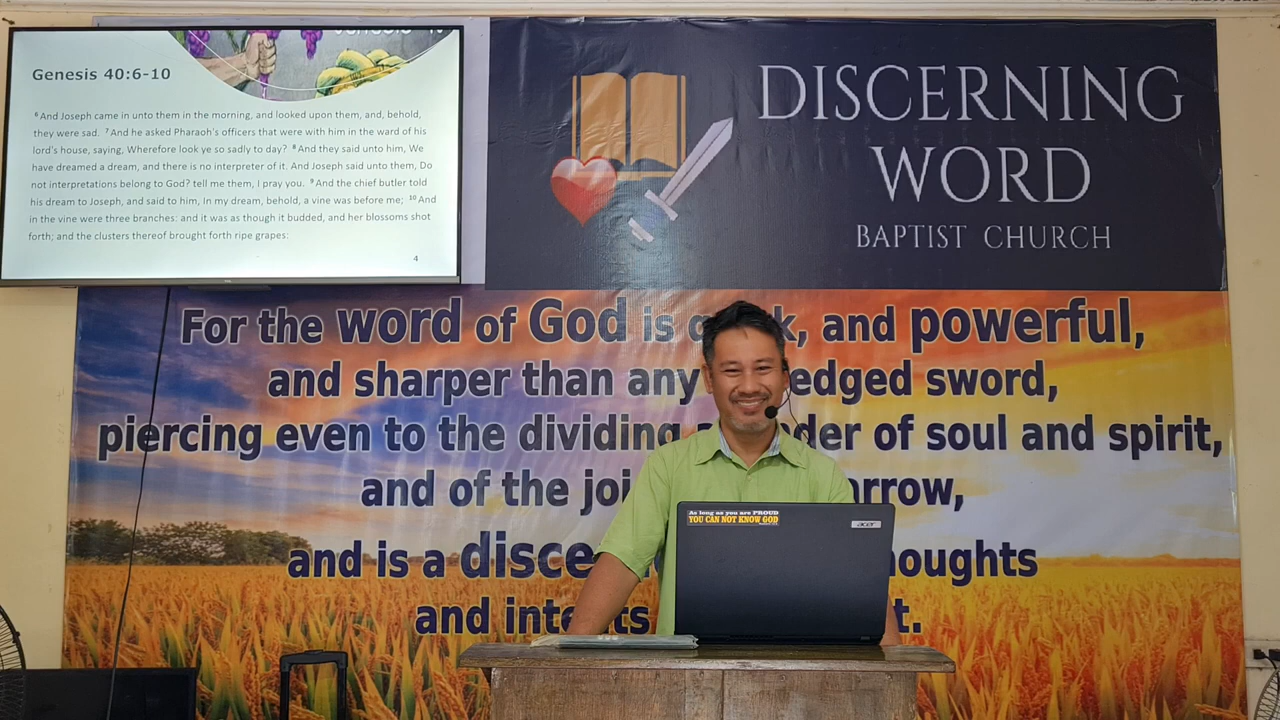 Genesis 40:6-10
6 And Joseph came in unto them in the morning, and looked upon them, and, behold,
they were sad. 7 And he asked Pharaoh's officers that were with him in the ward of his
lord's house, saying, Wherefore look ye so sadly to day? 8 And they said unto him, We
have dreamed a dream, and there is no interpreter of it. And Joseph said unto them, Do
not interpretations belong to God? tell me them, I pray you. 9 And the chief butler told
his dream to Joseph, and said to him, In my dream, behold, a vine was before me; 10 And
in the vine were three branches: and it was as though it budded, and her blossoms shot
forth; and the clusters thereof brought forth ripe grapes:
4
DISCERNING
WORD
BAPTIST CHURCH
For the word of God is and powerful,
and sharper than any edged sword,
piercing even to the dividing of soul and spirit,
and of the
and is a
and
As long as you are PROUD
YOU CAN NOT KNOW GOD
acer